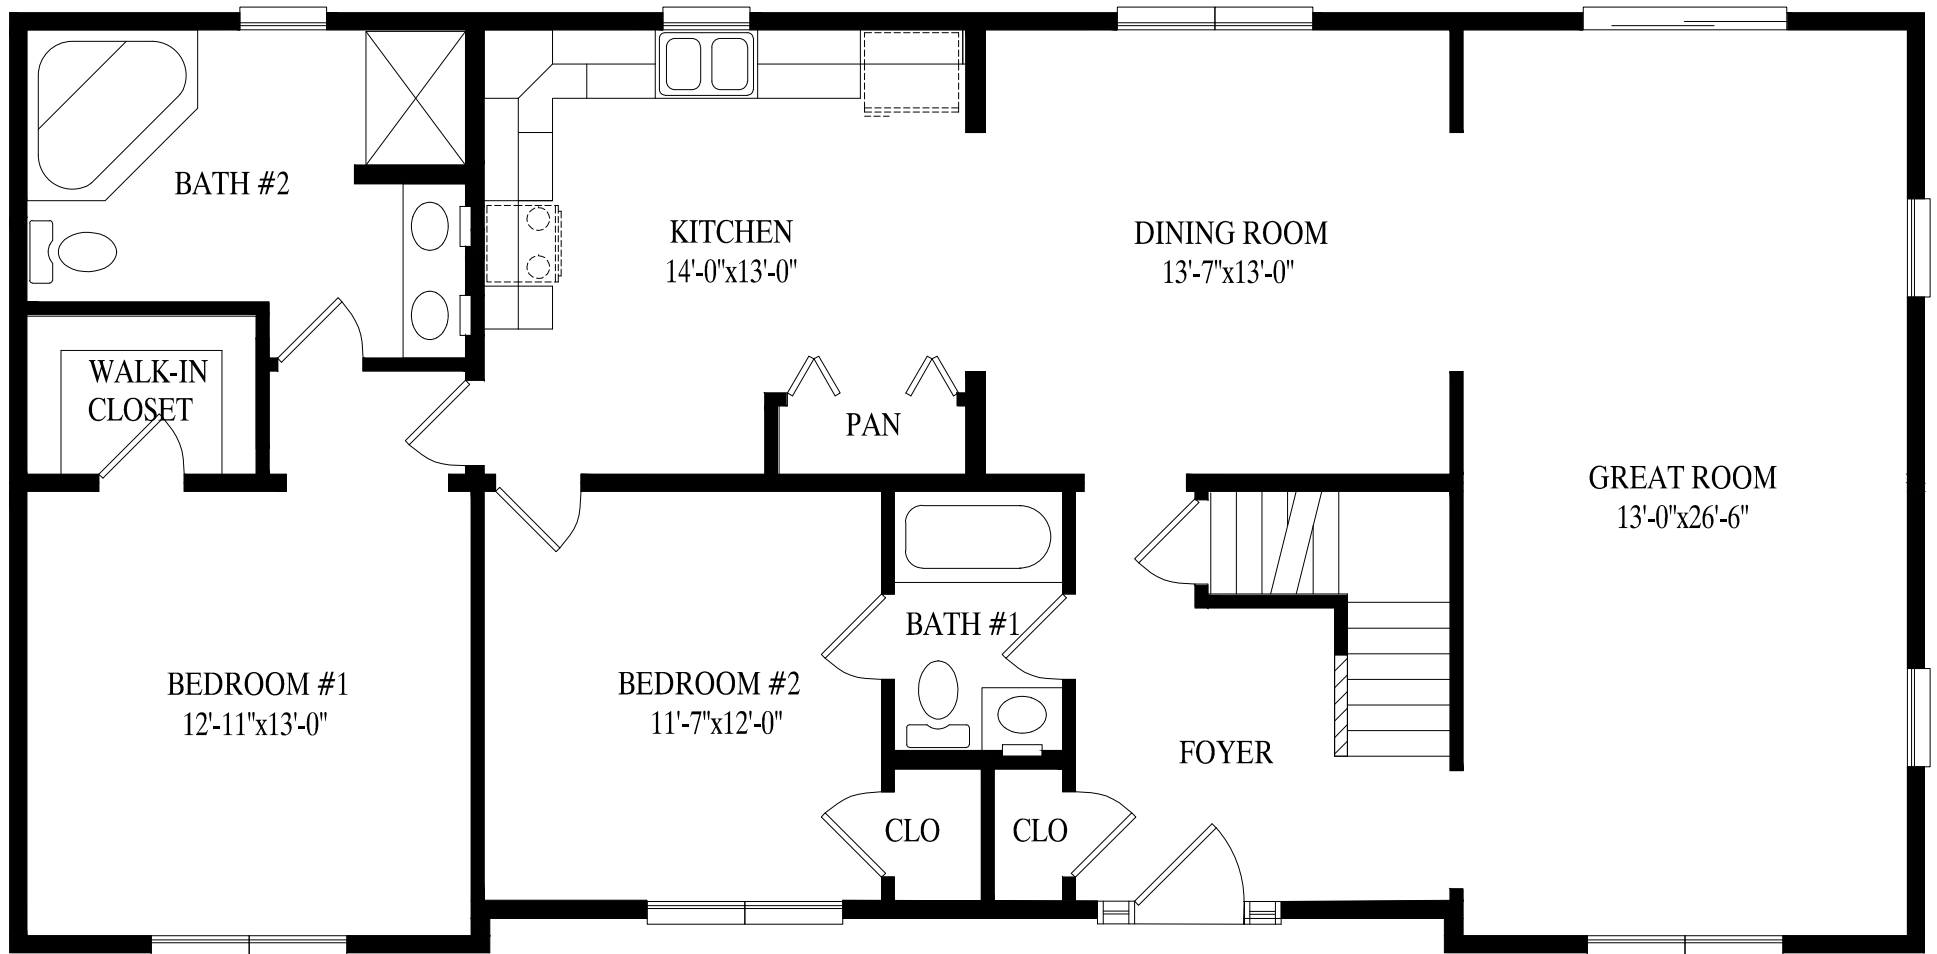 BATH #2
KITCHEN
14'-0"x13'-0"
DINING ROOM
13'-7"x13'-0"
WALK-IN
CLOSET
PAN
GREAT ROOM
13'-0"x26'-6"
BATH #1
BEDROOM #1
12'-11"x13'-0"
BEDROOM #2
11'-7"x12'-0"
FOYER
CLO
CLO